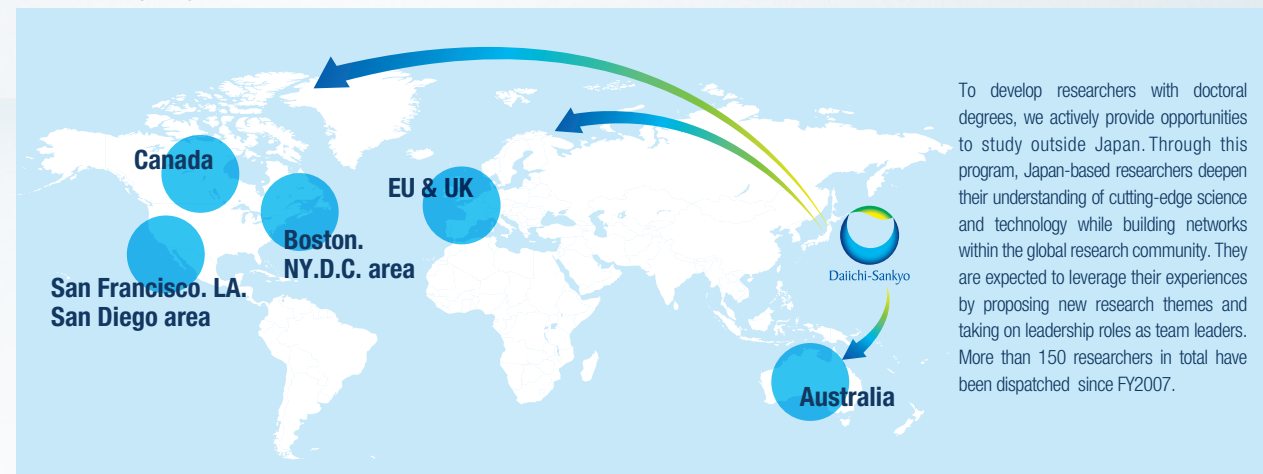 Canada
EU & UK
Boston.
NY.D.C. area
San Francisco. LA.
San Diego area
Daiichi-Sankyo
Australia
To develop researchers with doctoral
degrees, we actively provide opportunities
to study outside Japan. Through this
program, Japan-based researchers deepen
their understanding of cutting-edge science
and technology while building networks
within the global research community. They
are expected to leverage their experiences
by proposing new research themes and
taking on leadership roles as team leaders.
More than 150 researchers in total have
been dispatched since FY2007.